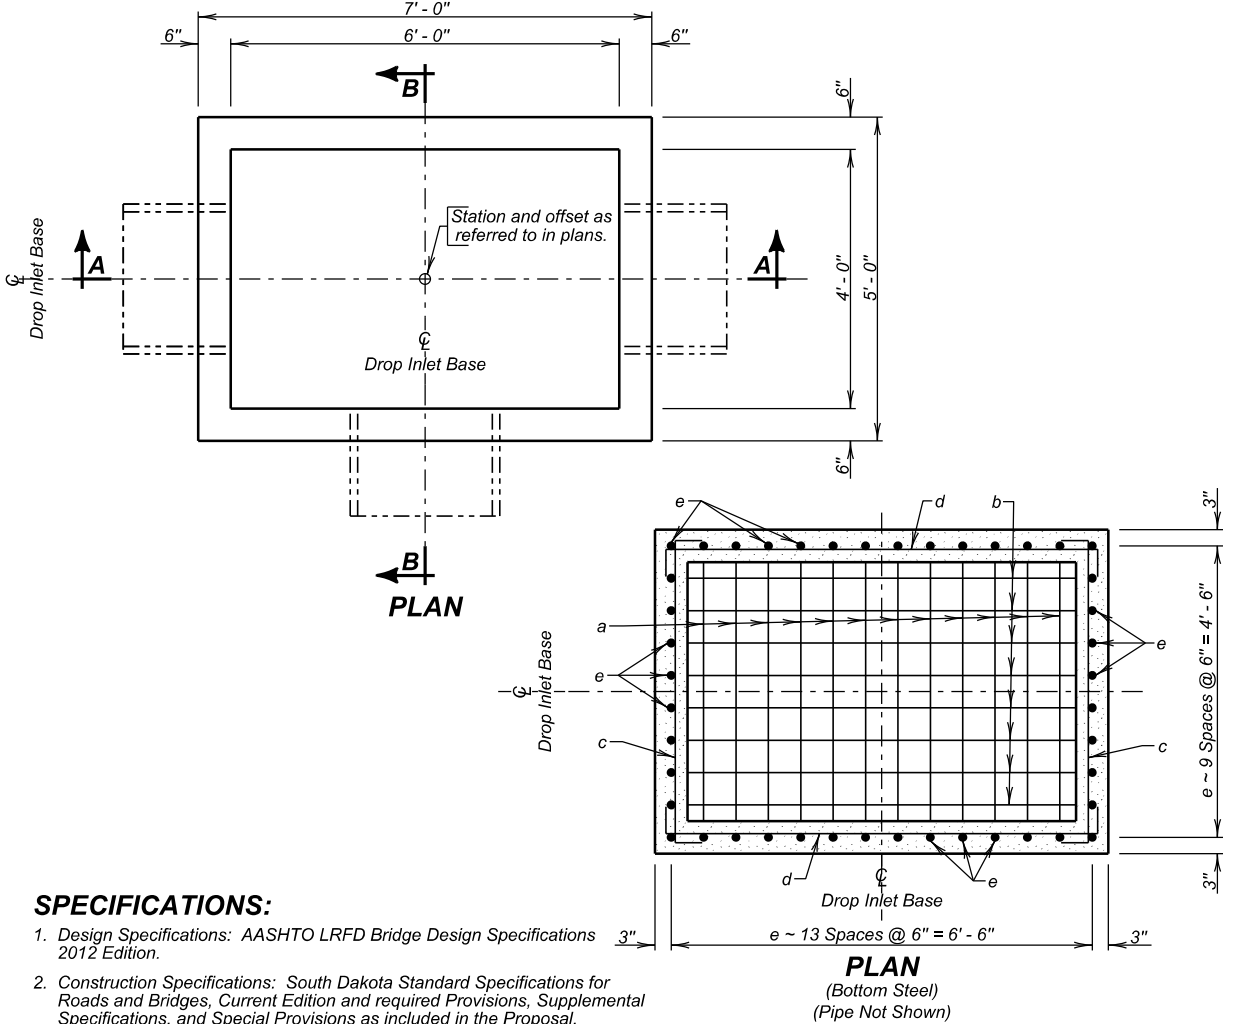 7' - 0"
6"
6' - 0"
6"
B
6"
Station and offset as
referred to in plans.
℄
Drop Inlet Base
A
A
4' - 0"
5' - 0"
℄
Drop Inlet Base
6"
B
PLAN
e
d
b
3"
a
e
e
e ~ 9 Spaces @ 6" = 4' - 6"
℄
Drop Inlet Base
c
c
d
℄
e
3"
Drop Inlet Base
3"
e ~ 13 Spaces @ 6" = 6' - 6"
3"
PLAN
(Bottom Steel)
(Pipe Not Shown)
SPECIFICATIONS:
1. Design Specifications: AASHTO LRFD Bridge Design Specifications
2012 Edition.
2. Construction Specifications: South Dakota Standard Specifications for
Roads and Bridges, Current Edition and required Provisions, Supplemental
Specifications, and Special Provisions as included in the Proposal.